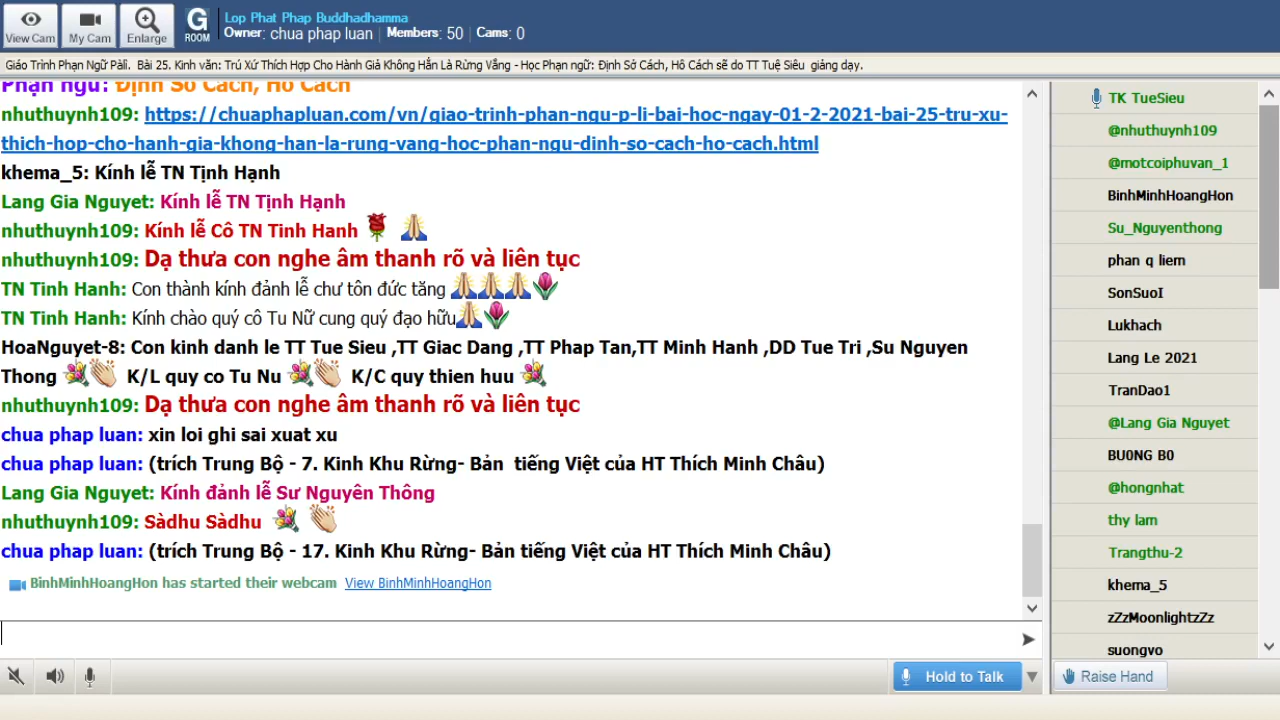 View Cam
My Cam
Enlarge
G
ROOM
Lop Phat Phap Buddhadhamma
Owner: chua phap luan | Members: 50 | Cams: 0
Giáo Trình Phạn Ngữ Pàli. Bài 25. Kinh văn: Trú Xứ Thích Hợp Cho Hành Giả Không Hẳn Là Rừng Vắng - Học Phạn ngữ: Định Sở Cách, Hô Cách sẽ do TT Tuệ Siêu giảng dạy.
Phạn ngữ: Định Sở Cách, Hô Cách
nhuthuynh109: https://chuaphapluan.com/vn/giao-trinh-phan-ngu-p-li-bai-hoc-ngay-01-2-2021-bai-25-tru-xu-
thich-hop-cho-hanh-gia-khong-han-la-rung-vang-hoc-phan-ngu-dinh-so-cach-ho-cach.html
khema_5: Kính lễ TN Tịnh Hạnh
Lang Gia Nguyet: Kính lễ TN Tịnh Hạnh
nhuthuynh109: Kính lễ Cô TN Tinh Hanh
nhuthuynh109: Dạ thưa con nghe âm thanh rõ và liên tục
TN Tinh Hanh: Con thành kính đảnh lễ chư tôn đức tăng
TN Tinh Hanh: Kính chào quý cô Tu Nữ cung quý đạo hữu
HoaNguyet-8: Con kinh danh le TT Tue Sieu ,TT Giac Dang ,TT Phap Tan,TT Minh Hanh ,DD Tue Tri ,Su Nguyen
Thong K/L quy co Tu Nu K/C quy thien huu
nhuthuynh109: Dạ thưa con nghe âm thanh rõ và liên tục
chua phap luan: xin loi ghi sai xuat xu
chua phap luan: (trích Trung Bộ - 7. Kinh Khu Rừng- Bản tiếng Việt của HT Thích Minh Châu)
Lang Gia Nguyet: Kính đảnh lễ Sư Nguyên Thông
nhuthuynh109: Sàdhu Sàdhu
chua phap luan: (trích Trung Bộ - 17. Kinh Khu Rừng- Bản tiếng Việt của HT Thích Minh Châu)
BinhMinhHoangHon has started their webcam View BinhMinhHoangHon
Hold to Talk
TK TueSieu
@nhuthuynh109
@motcoiphuvan_1
BinhMinhHoangHon
Su_Nguyenthong
phan q liem
SonSuoI
Lukhach
Lang Le 2021
TranDao1
@Lang Gia Nguyet
BU0NG B0
@hongnhat
thy lam
Trangthu-2
khema_5
zZzMoonlightzZz
suongvo
Raise Hand